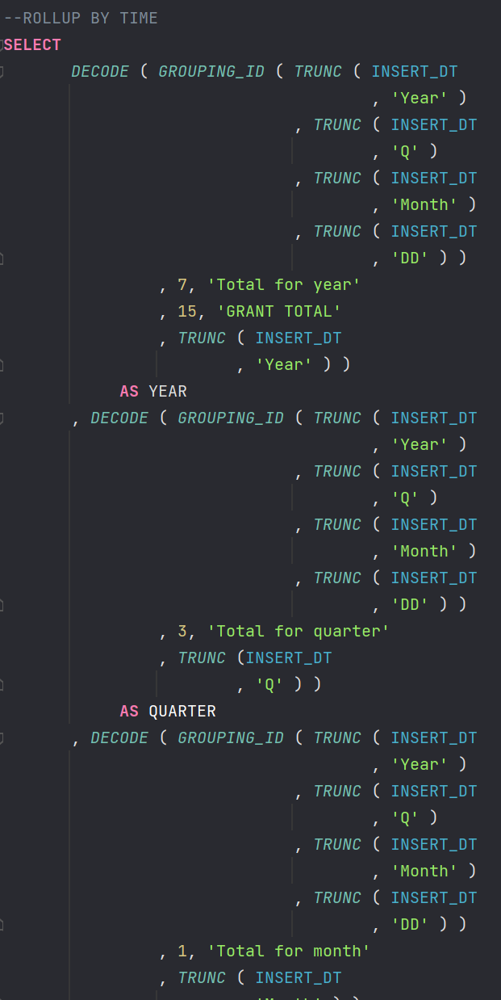 --ROLLUP BY TIME
SELECT
DECODE ( GROUPING_ID ( TRUNC ( INSERT_DT
, 'Year' )
, TRUNC ( INSERT_DT
, 'Q' )
, TRUNC ( INSERT_DT
, 'Month' )
, TRUNC ( INSERT_DT
, 'DD' ) )
, 7, 'Total for year'
, 15, 'GRANT TOTAL'
, TRUNC ( INSERT_DT
, 'Year' ) )
AS YEAR
, DECODE ( GROUPING_ID ( TRUNC ( INSERT_DT
, 'Year' )
, TRUNC ( INSERT_DT
, 'Q' )
, TRUNC ( INSERT_DT
, 'Month' )
, TRUNC ( INSERT_DT
, 'DD' ) )
, 3, 'Total for quarter'
, TRUNC (INSERT_DT
, 'Q' ) )
AS QUARTER
, DECODE ( GROUPING_ID ( TRUNC ( INSERT_DT
, 'Year' )
, TRUNC ( INSERT_DT
, 'Q' )
, TRUNC ( INSERT_DT
, 'Month' )
, TRUNC ( INSERT_DT
, 'DD' ) )
, 1, 'Total for month'
, TRUNC ( INSERT_DT